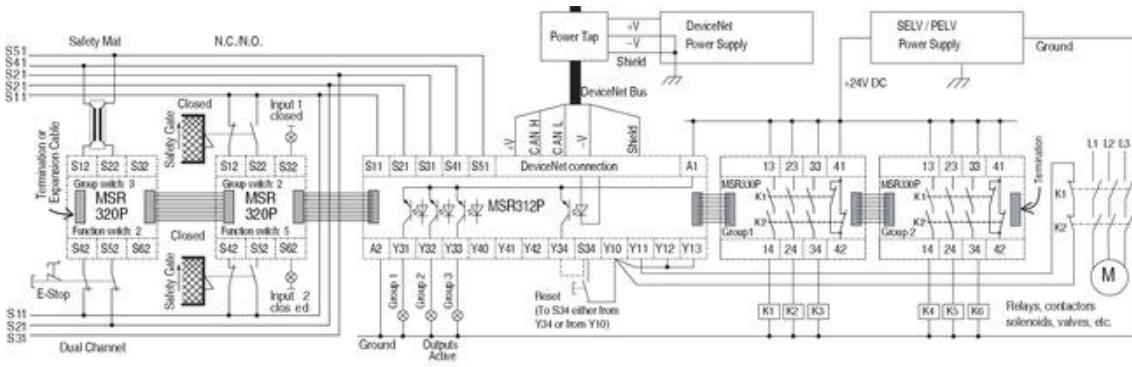 Safety Mat
N.C./N.O.
S51
S41
S21
S21
S11
Power Tap
+V
-V
Shield
DeviceNet
Power Supply
SELV / PELV
Power Supply
Ground
+24V DC
DeviceNet Bus
Termination or
Expansion Cable
Closed
Safety Gate
Input 1
closed
+V
CAN H
CAN L
-V
Shield
S12 S22 S32
Group switch: 3
MSR
320P
Function switch: 2
S42 S52 S62
S12 S22 S32
Group switch: 2
MSR
320P
Function switch: 5
S42 S52 S62
S11 S21 S31 S41 S51 DeviceNet connection A1
MSR312P
A2 Y31 Y32 Y33 Y40 Y41 Y42 Y34 S34 Y10 Y11 Y12 Y13
13 23 33 41
MSR330P
K1
K2
Group1
14 24 34 42
13 23 33 41
MSR330P
K1
K2
Group 2
14 24 34 42
Termination
L1 L2 L3
K1
K2
M
E-Stop
Closed
Safety Gate
Input 2
closed
Group 1
Group 2
Group 3
Reset
(To S34 either from
Y34 or from Y10)
K1 K2 K3
K4 K5 K6
Relays, contactors
solenoids, valves, etc.
S11
S21
S31
Dual Channel
Ground
Outputs
Active